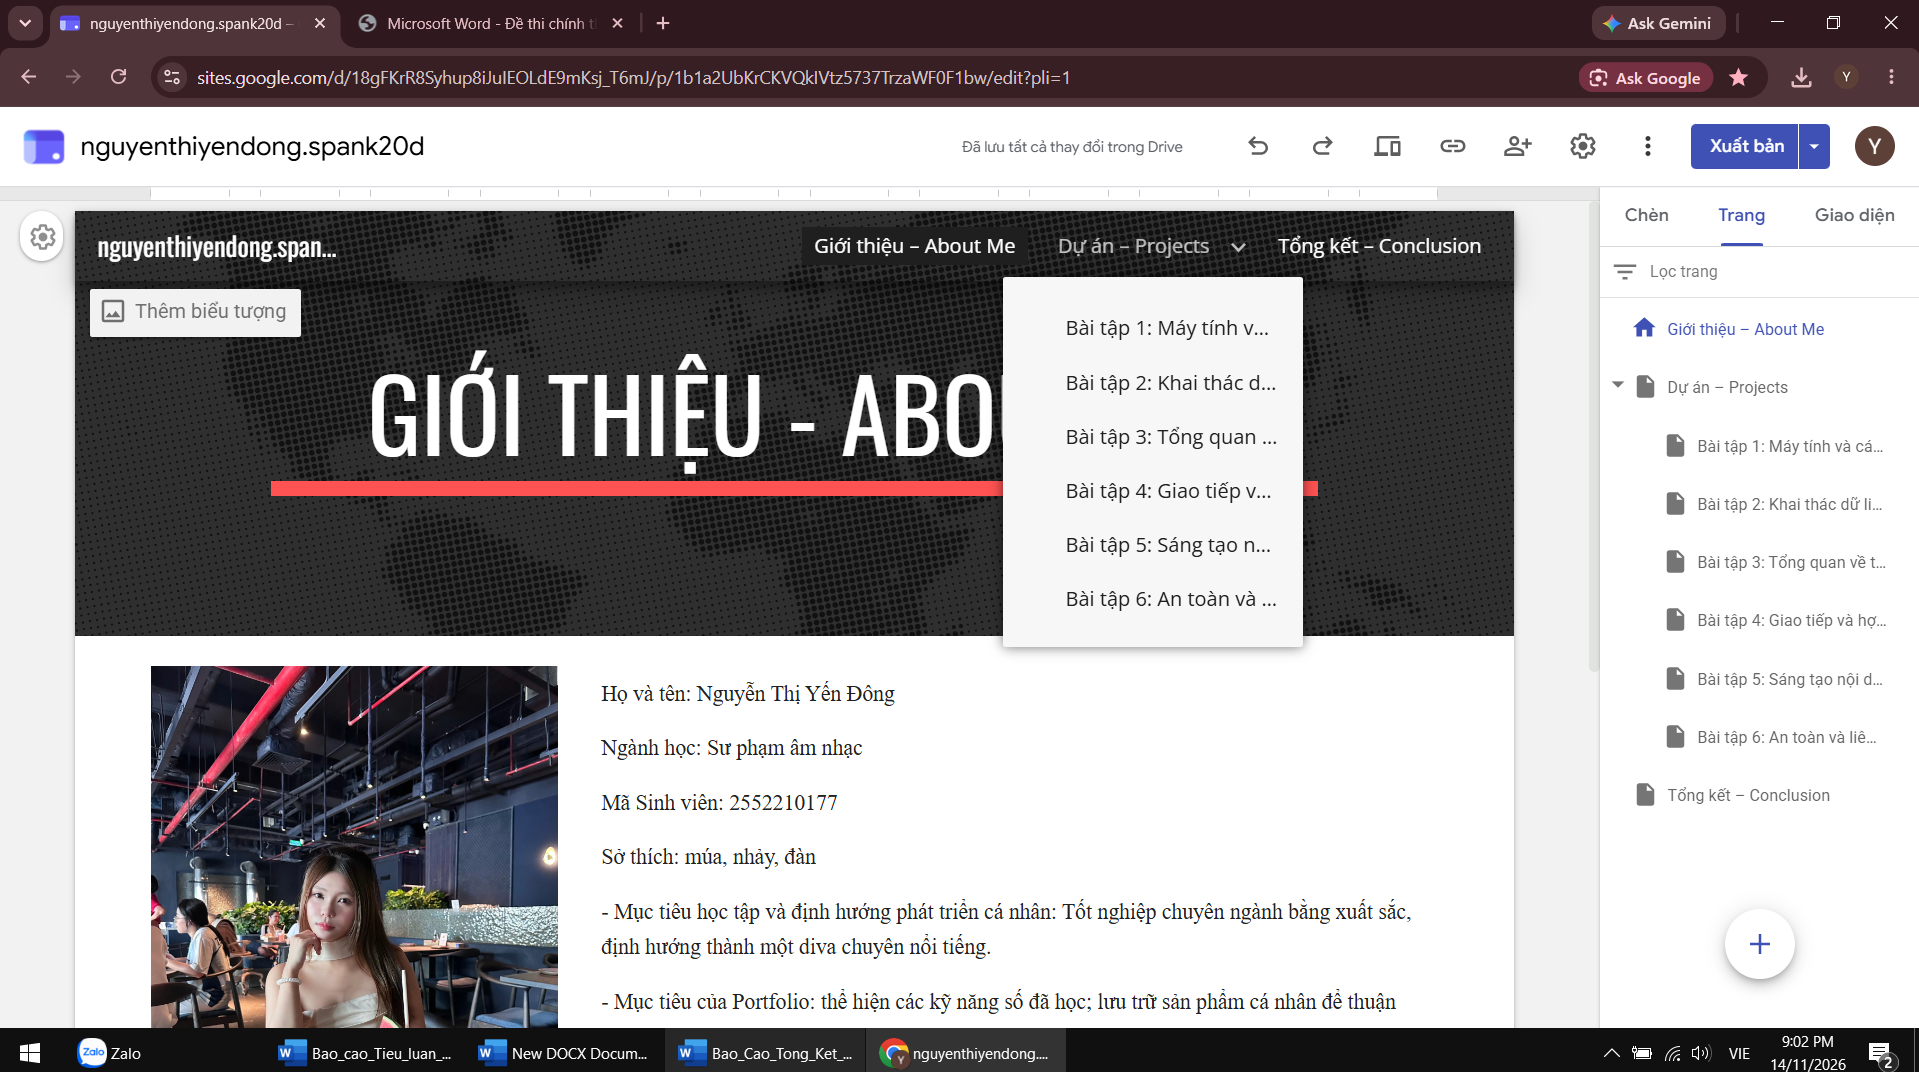 nguyenthiyendong.spank20d –
Microsoft Word - Đề thi chính t
Ask Gemini
sites.google.com/d/18gFKrR8Syhup8iJuIEOLdE9mKsj_T6mJ/p/1b1a2UbKrCKVQkIVtz5737TrzaWF0F1bw/edit?pli=1
Ask Google
Y
nguyenthiyendong.spank20d
Đã lưu tất cả thay đổi trong Drive
Xuất bản
Y
Chèn
Trang
Giao diện
nguyenthiyendong.span...
Giới thiệu – About Me
Dự án – Projects
Tổng kết – Conclusion
Thêm biểu tượng
Bài tập 1: Máy tính v...
Bài tập 2: Khai thác d...
Bài tập 3: Tổng quan ...
Bài tập 4: Giao tiếp v...
Bài tập 5: Sáng tạo n...
Bài tập 6: An toàn và ...
GIỚI THIỆU - ABOU
Lọc trang
Giới thiệu – About Me
Dự án – Projects
Bài tập 1: Máy tính và cá...
Bài tập 2: Khai thác dữ li...
Bài tập 3: Tổng quan về t...
Bài tập 4: Giao tiếp và hợ...
Bài tập 5: Sáng tạo nội d...
Bài tập 6: An toàn và liê...
Tổng kết – Conclusion
Họ và tên: Nguyễn Thị Yến Đông
Ngành học: Sư phạm âm nhạc
Mã Sinh viên: 2552210177
Sở thích: múa, nhảy, đàn
- Mục tiêu học tập và định hướng phát triển cá nhân: Tốt nghiệp chuyên ngành bằng xuất sắc,
định hướng thành một diva chuyên nổi tiếng.
- Mục tiêu của Portfolio: thể hiện các kỹ năng số đã học; lưu trữ sản phẩm cá nhân để thuận
Zalo
Zalo
Bao_cao_Tieu_luan_...
New DOCX Docum...
Bao_Cao_Tong_Ket_...
Y
nguyenthiyendong....
VIE
9:02 PM
14/11/2026
2